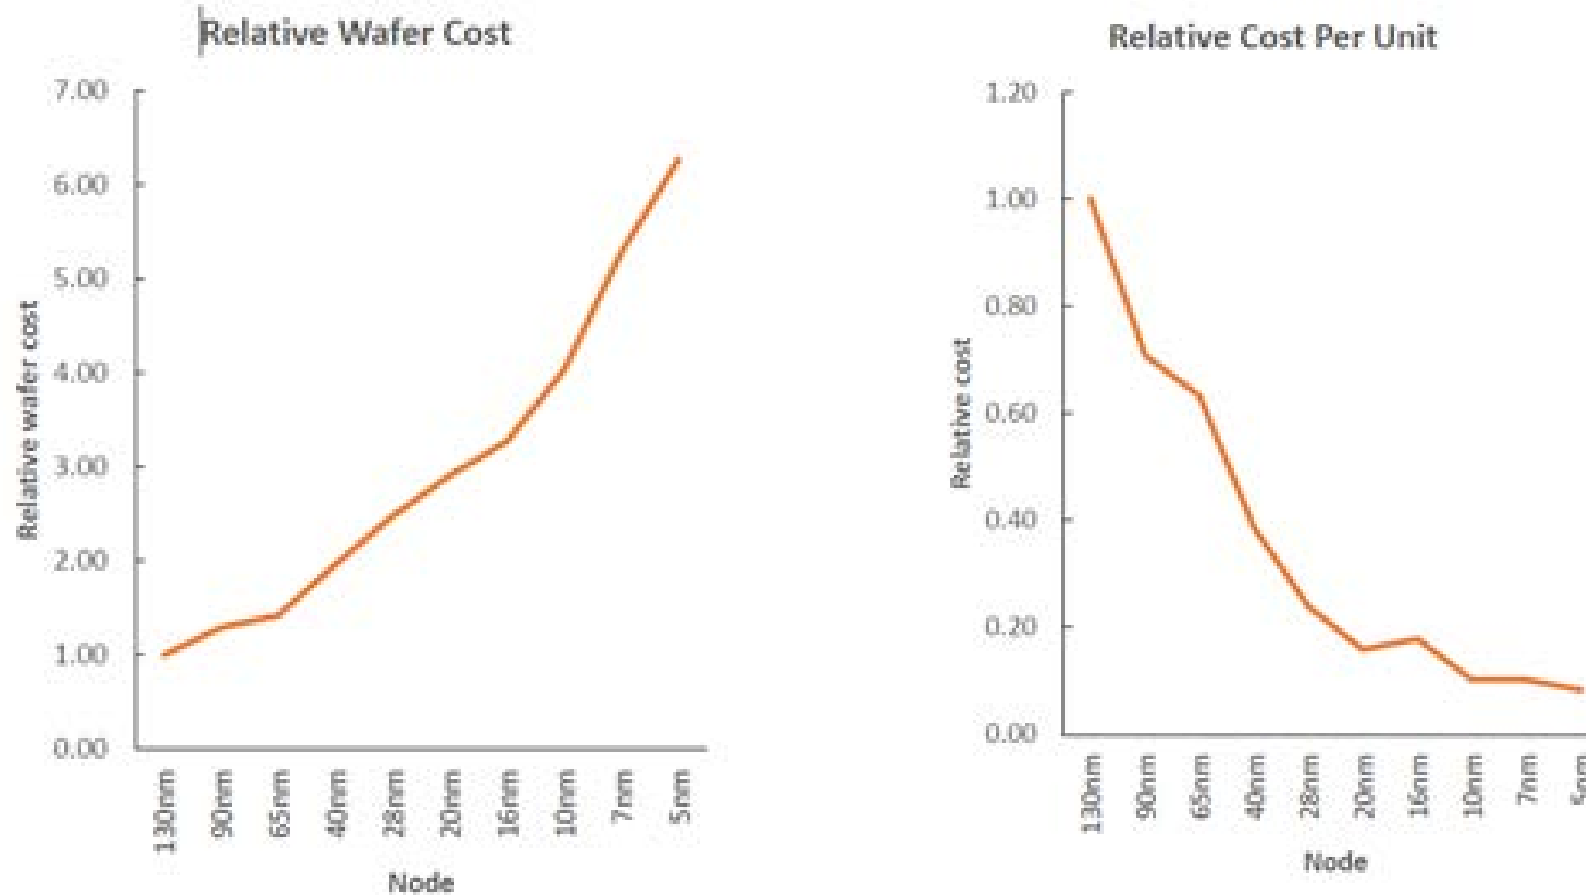 Relative Wafer Cost
7.00
6.00
5.00
4.00
3.00
2.00
1.00
0.00
Relative wafer cost
130nm
90nm
65nm
40nm
28nm
20nm
16nm
10nm
7nm
5nm
Node
Relative Cost Per Unit
1.20
1.00
0.80
0.60
0.40
0.20
0.00
Relative cost
130nm
90nm
65nm
40nm
28nm
20nm
16nm
10nm
7nm
5nm
Node